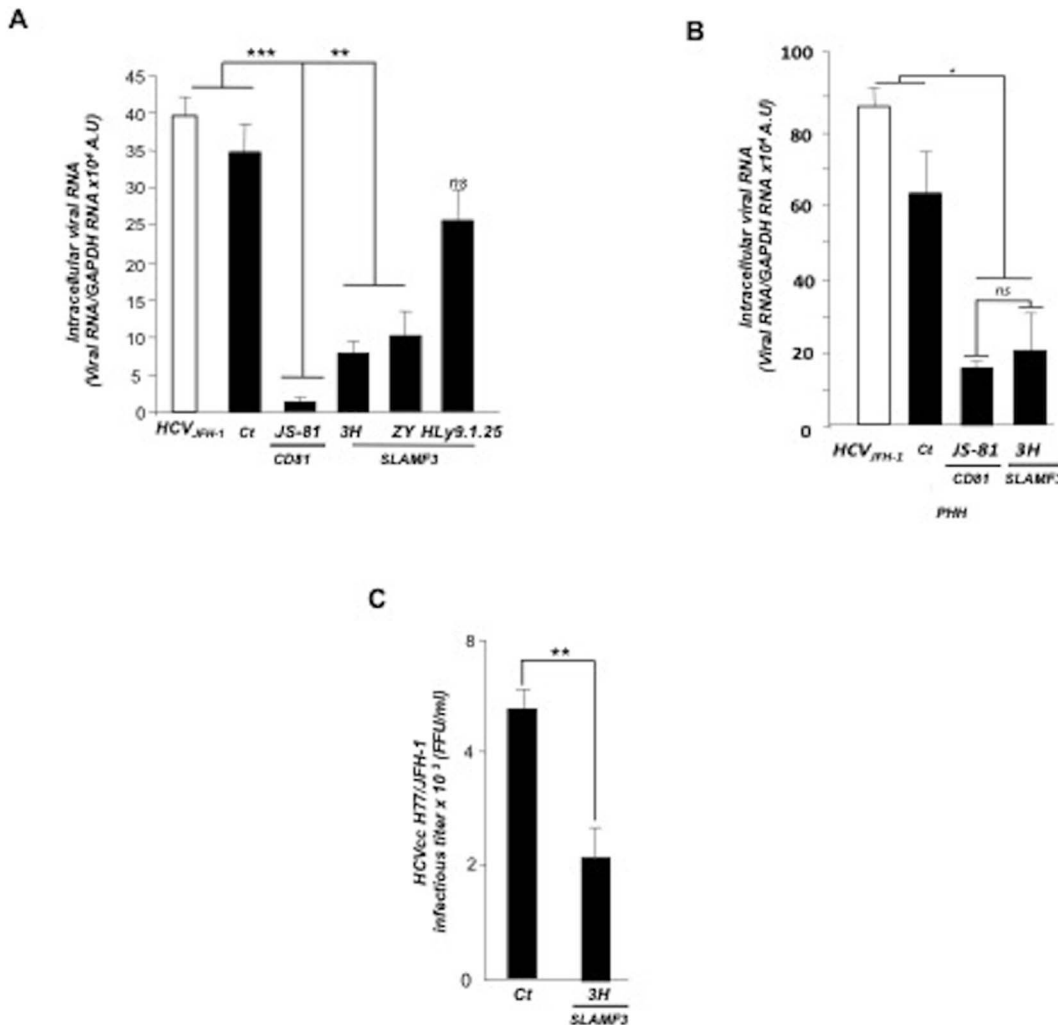 A
*** **
45
40
35
30
25
20
15
10
5
0
Intracellular viral RNA
(Viral RNA/GAPDH RNA x10⁴ A.U)
ns
HCV JFH-1 Ct JS-81 3H ZY HLy9.1.25
CD81 SLAMF3
B
*
100
80
60
40
20
0
Intracellular viral RNA
(Viral RNA/GAPDH RNA x10⁴ A.U)
ns
HCV JFH-1 Ct JS-81 3H
CD81 SLAMF3
PHH
C
**
8
4
2
0
HCVcc H77/JFH-1
infectious titer x 10 ³ (FFU/ml)
Ct 3H
SLAMF3